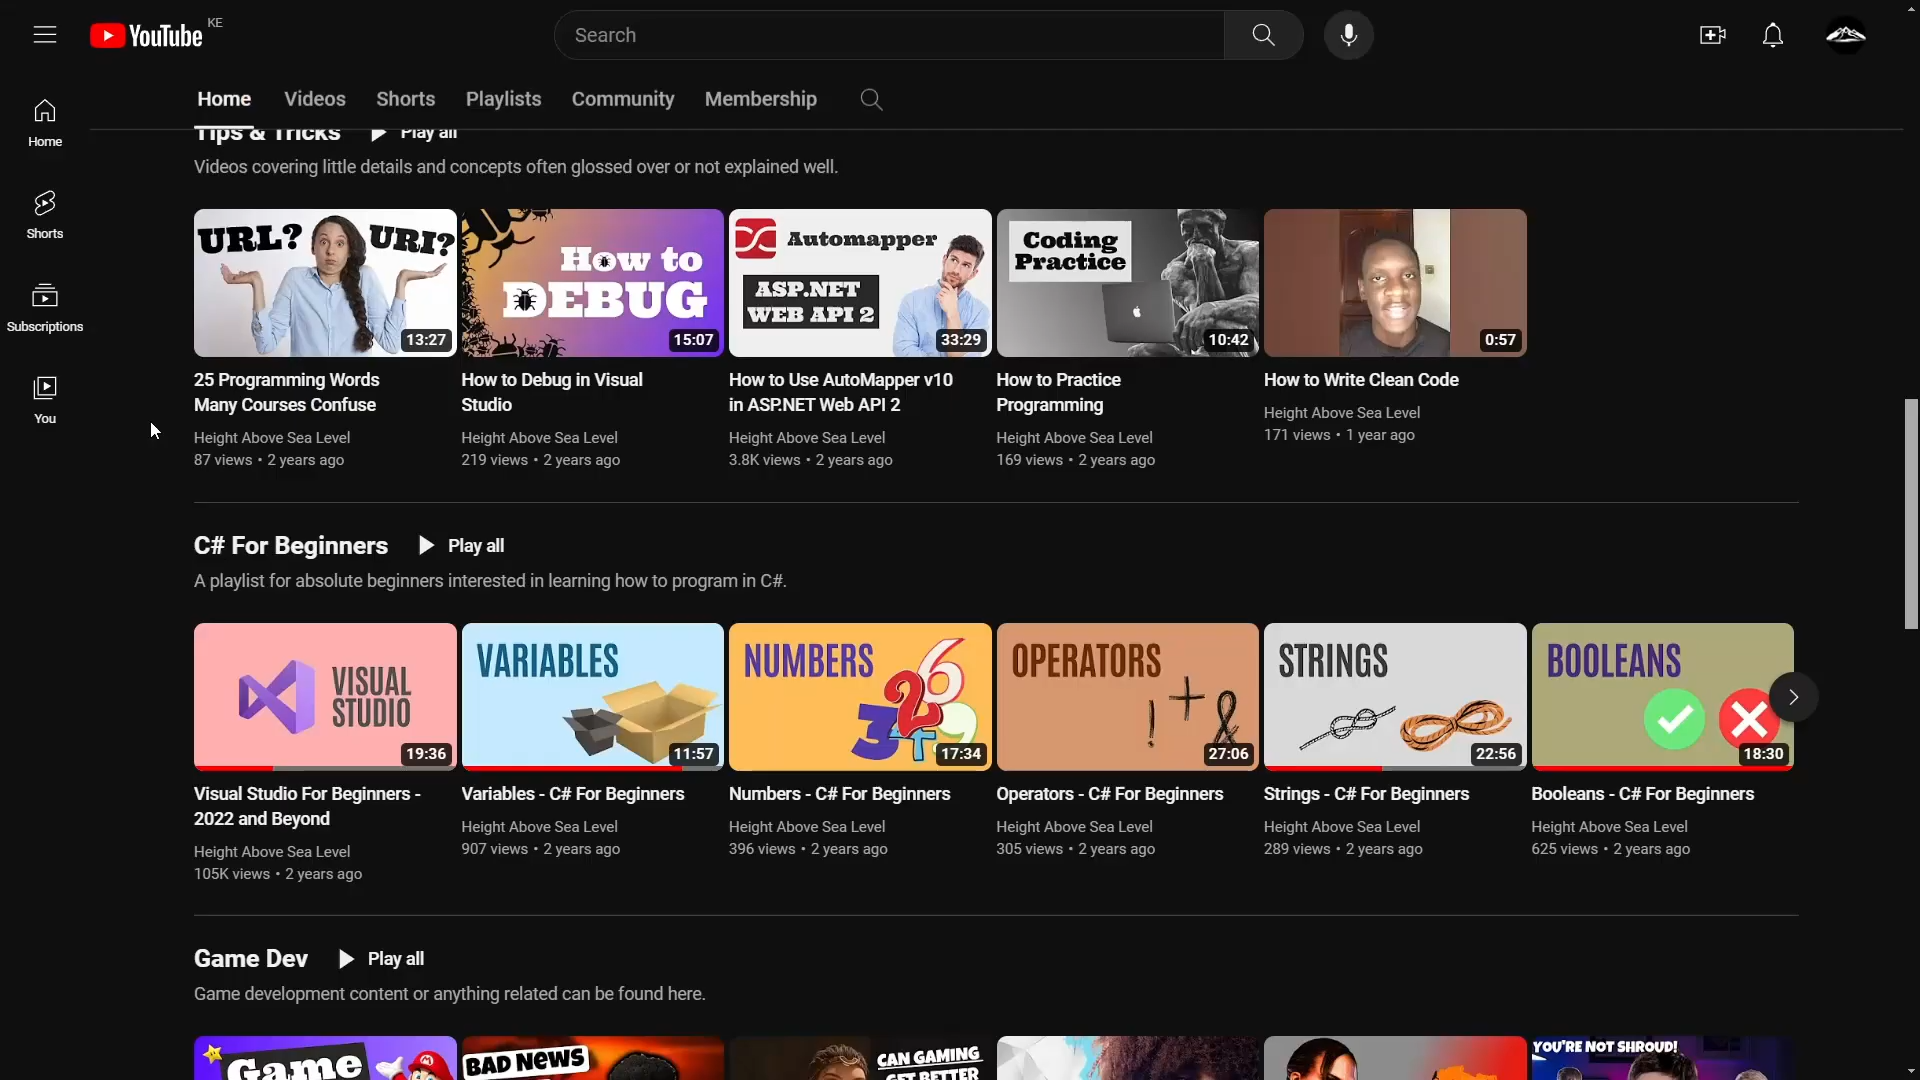 YouTube KE
Search
Home
Videos
Shorts
Playlists
Community
Membership
Home
Shorts
Subscriptions
You
Tips & Tricks
Play all
Videos covering little details and concepts often glossed over or not explained well.
URL? URI?
13:27
How to
DEBUG
15:07
Automapper
ASP.NET
WEB API 2
33:29
Coding
Practice
10:42
0:57
25 Programming Words
Many Courses Confuse
Height Above Sea Level
87 views • 2 years ago
How to Debug in Visual
Studio
Height Above Sea Level
219 views • 2 years ago
How to Use AutoMapper v10
in ASP.NET Web API 2
Height Above Sea Level
3.8K views • 2 years ago
How to Practice
Programming
Height Above Sea Level
169 views • 2 years ago
How to Write Clean Code
Height Above Sea Level
171 views • 1 year ago
C# For Beginners
Play all
A playlist for absolute beginners interested in learning how to program in C#.
VISUAL
STUDIO
19:36
VARIABLES
11:57
NUMBERS
17:34
OPERATORS
27:06
STRINGS
22:56
BOOLEANS
18:30
Visual Studio For Beginners -
2022 and Beyond
Height Above Sea Level
105K views • 2 years ago
Variables - C# For Beginners
Height Above Sea Level
907 views • 2 years ago
Numbers - C# For Beginners
Height Above Sea Level
396 views • 2 years ago
Operators - C# For Beginners
Height Above Sea Level
305 views • 2 years ago
Strings - C# For Beginners
Height Above Sea Level
289 views • 2 years ago
Booleans - C# For Beginners
Height Above Sea Level
625 views • 2 years ago
Game Dev
Play all
Game development content or anything related can be found here.
Game
BAD NEWS
CAN GAMING
GET BETTER
YOU'RE NOT SHROUD!